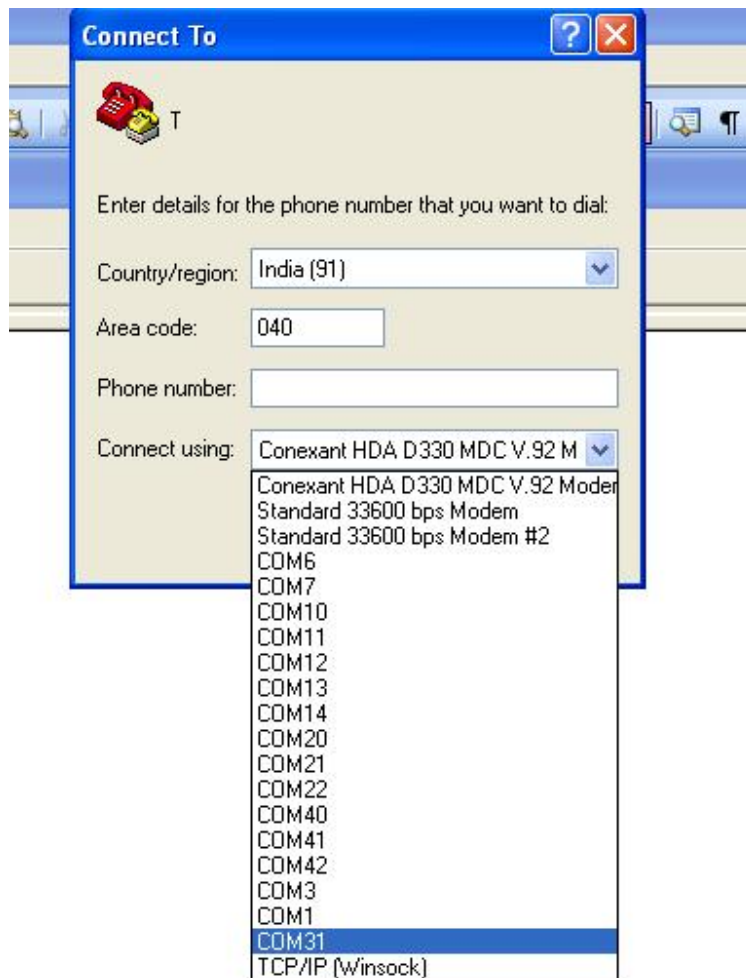 Connect To
T
Enter details for the phone number that you want to dial:
Country/region: India (91)
Area code: 040
Phone number:
Connect using: Conexant HDA D330 MDC V.92 M
Conexant HDA D330 MDC V.92 Moder
Standard 33600 bps Modem
Standard 33600 bps Modem #2
COM6
COM7
COM10
COM11
COM12
COM13
COM14
COM20
COM21
COM22
COM40
COM41
COM42
COM3
COM1
COM31
TCP/IP (Winsock)